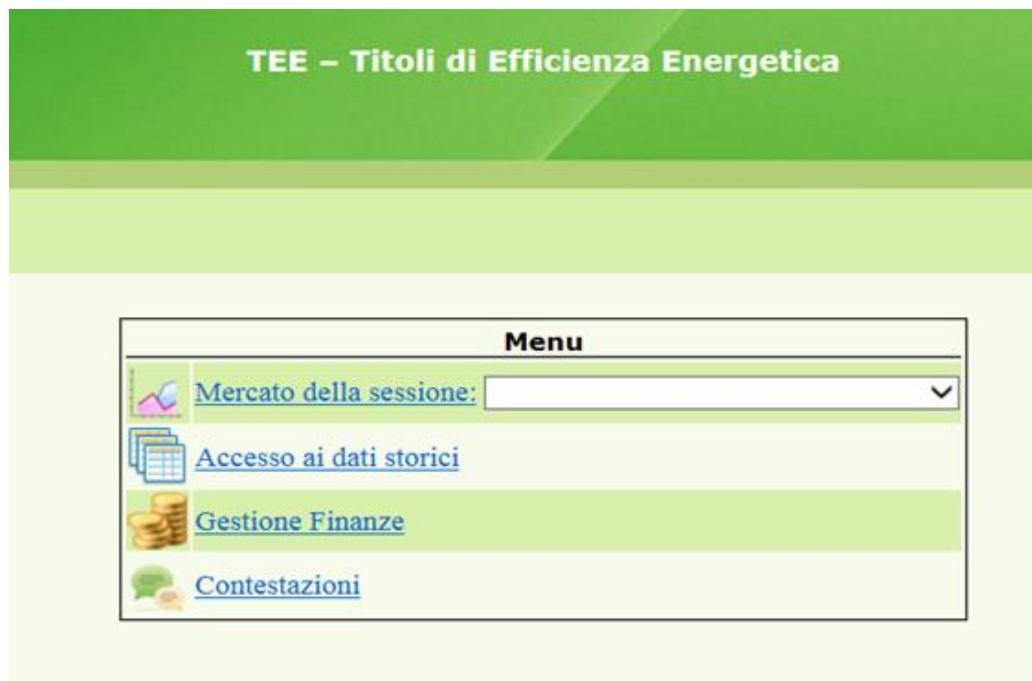 TEE – Titoli di Efficienza Energetica
Menu
Mercato della sessione:
Accesso ai dati storici
Gestione Finanze
Contestazioni